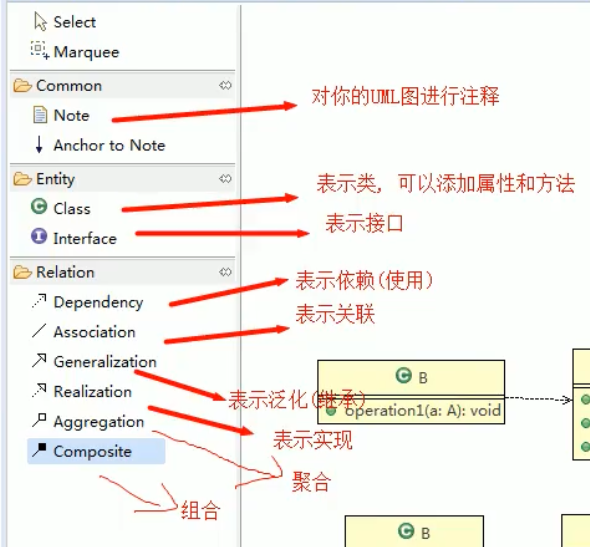 Select
Marquee
Common
Note
对你的UML图进行注释
Anchor to Note
Entity
Class
表示类, 可以添加属性和方法
Interface
表示接口
Relation
Dependency
表示依赖(使用)
Association
表示关联
Generalization
表示泛化(继承)
Realization
表示实现
Aggregation
聚合
Composite
组合
C B
operation1(a: A): void
C B